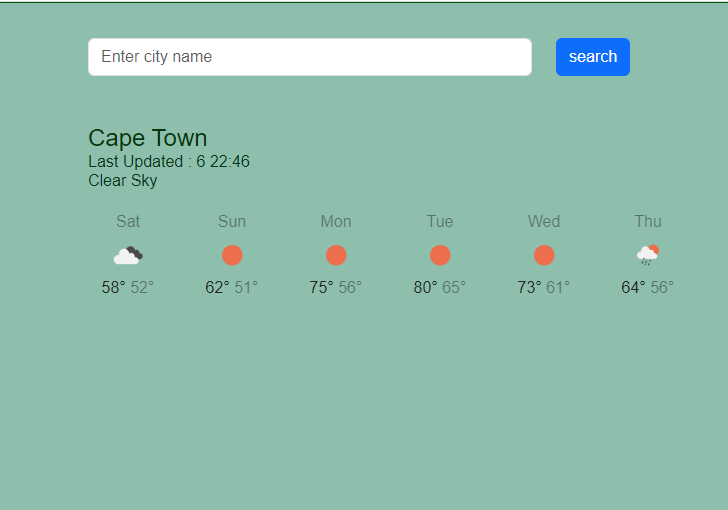 Enter city name search
Cape Town
Last Updated : 6 22:46
Clear Sky
Sat Sun Mon Tue Wed Thu
58° 52° 62° 51° 75° 56° 80° 65° 73° 61° 64° 56°